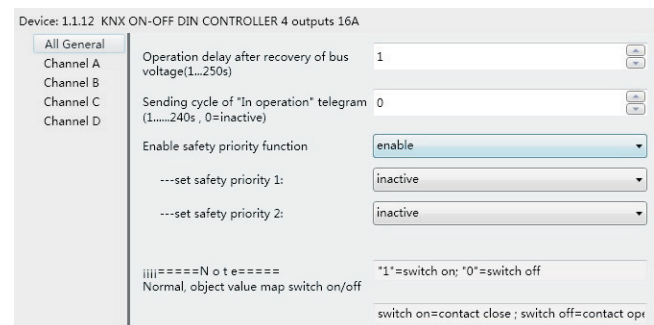 Device: 1.1.12 KNX ON-OFF DIN CONTROLLER 4 outputs 16A
All General
Channel A
Channel B
Channel C
Channel D
Operation delay after recovery of bus
voltage(1...250s)
1
Sending cycle of "In operation" telegram
(1......240s , 0=inactive)
0
Enable safety priority function
enable
---set safety priority 1:
inactive
---set safety priority 2:
inactive
¡¡¡¡=====N o t e=====
Normal, object value map switch on/off
"1"=switch on; "0"=switch off
switch on=contact close ; switch off=contact ope